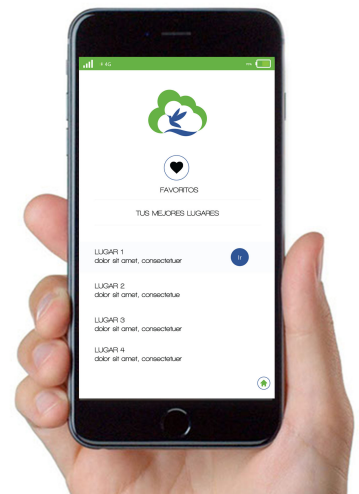 4G
FAVORITOS
TUS MEJORES LUGARES
LUGAR 1
dolor sit amet, consectetuer
Ir
LUGAR 2
dolor sit amet, consectetue
LUGAR 3
dolor sit amet, consectetuer
LUGAR 4
dolor sit amet, consectetuer